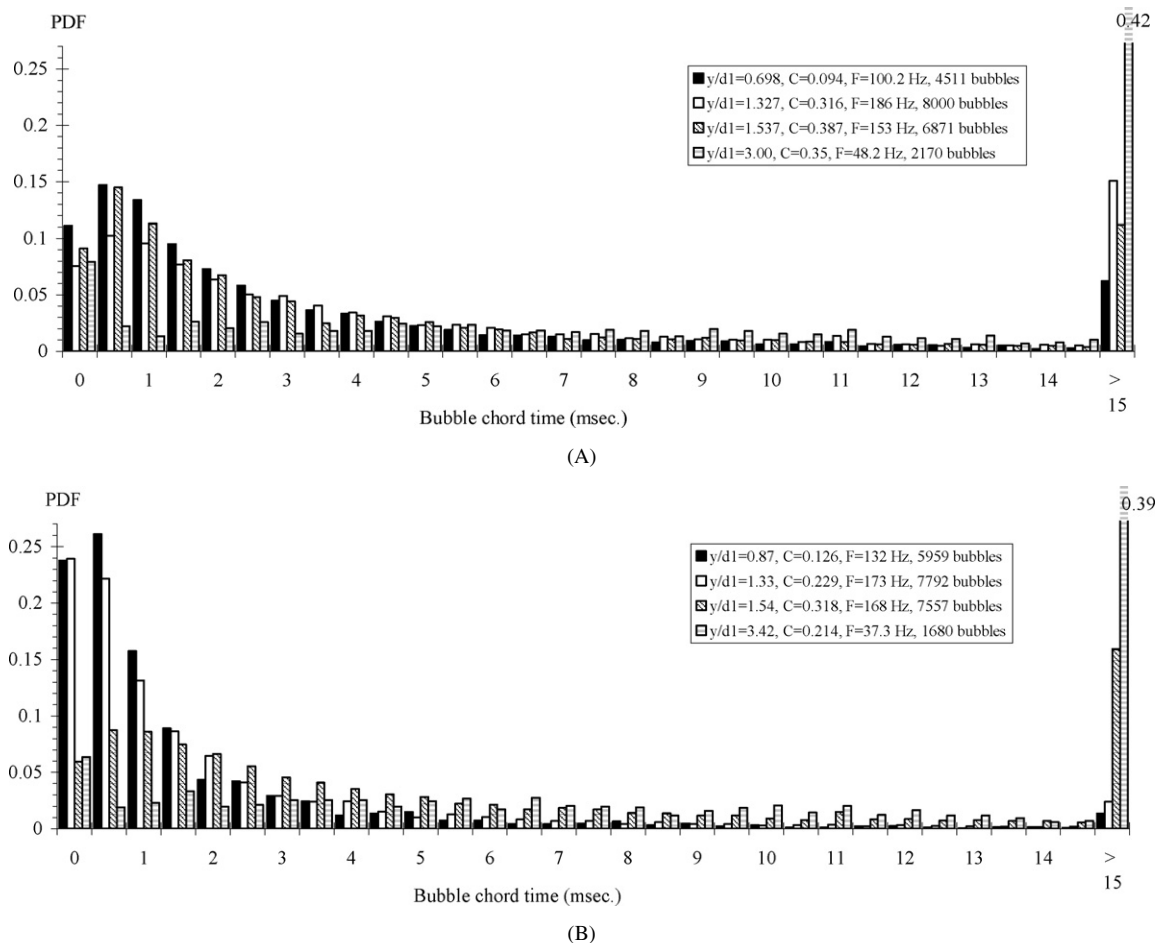 PDF
0.42
0.25
0.2
0.15
0.1
0.05
0
y/d1=0.698, C=0.094, F=100.2 Hz, 4511 bubbles
y/d1=1.327, C=0.316, F=186 Hz, 8000 bubbles
y/d1=1.537, C=0.387, F=153 Hz, 6871 bubbles
y/d1=3.00, C=0.35, F=48.2 Hz, 2170 bubbles
0 1 2 3 4 5 6 7 8 9 10 11 12 13 14 >
15
Bubble chord time (msec.)
(A)
PDF
0.39
0.25
0.2
0.15
0.1
0.05
0
y/d1=0.87, C=0.126, F=132 Hz, 5959 bubbles
y/d1=1.33, C=0.229, F=173 Hz, 7792 bubbles
y/d1=1.54, C=0.318, F=168 Hz, 7557 bubbles
y/d1=3.42, C=0.214, F=37.3 Hz, 1680 bubbles
0 1 2 3 4 5 6 7 8 9 10 11 12 13 14 >
15
Bubble chord time (msec.)
(B)